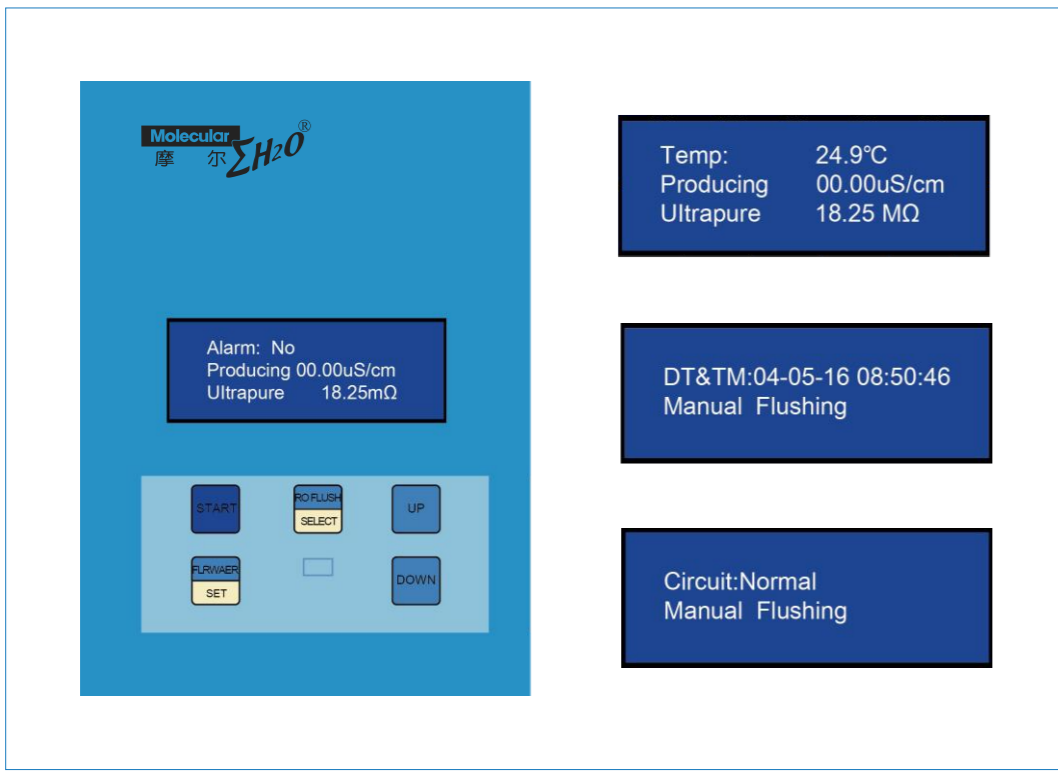 Molecular
摩 尔 ΣH2O®
Alarm: No
Producing 00.00uS/cm
Ultrapure 18.25mΩ
START
RO FLUSH
SELECT
UP
FLRWAER
SET
DOWN
Temp: 24.9℃
Producing 00.00uS/cm
Ultrapure 18.25 MΩ
DT&TM:04-05-16 08:50:46
Manual Flushing
Circuit:Normal
Manual Flushing